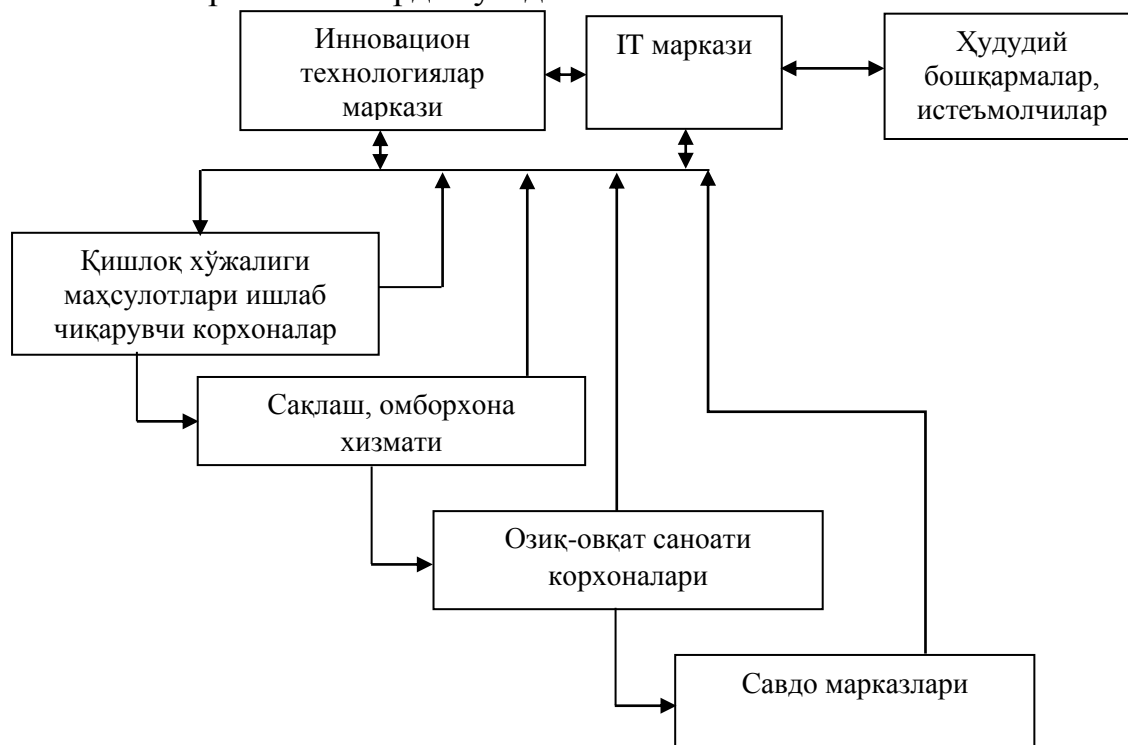 Инновацион
технологиялар
маркази
IT маркази
Ҳудудий
бошқармалар,
истеъмолчилар
Қишлоқ хўжалиги
маҳсулотлари ишлаб
чиқарувчи корхоналар
Сақлаш, омборхона
хизмати
Озиқ-овқат саноати
корхоналари
Савдо марказлари